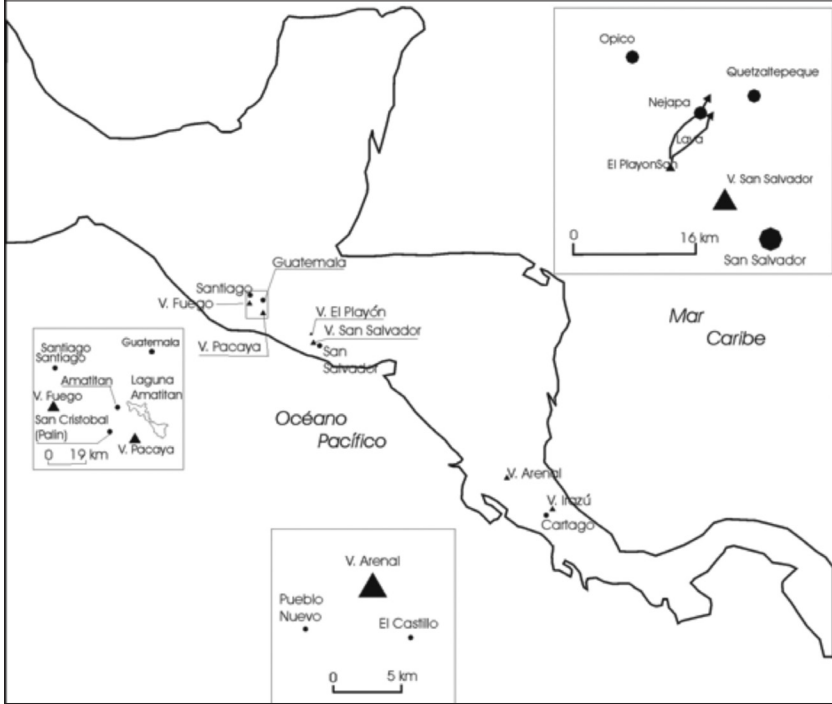 Opico
Quetzaltepeque
Nejapa
Lava
El PlayonSan
V. San Salvador
0 16 km
San Salvador
Guatemala
Santiago
V. Fuego
V. El Playón
V. San Salvador
V. Pacaya
San
Salvador
Mar
Caribe
Santiago
Santiago
Guatemala
Amatitan
Laguna
Amatitan
V. Fuego
San Cristobal
(Palin)
V. Pacaya
0 19 km
Océano
Pacífico
V. Arenal
V. Irazú
Cartago
V. Arenal
Pueblo
Nuevo
El Castillo
0 5 km